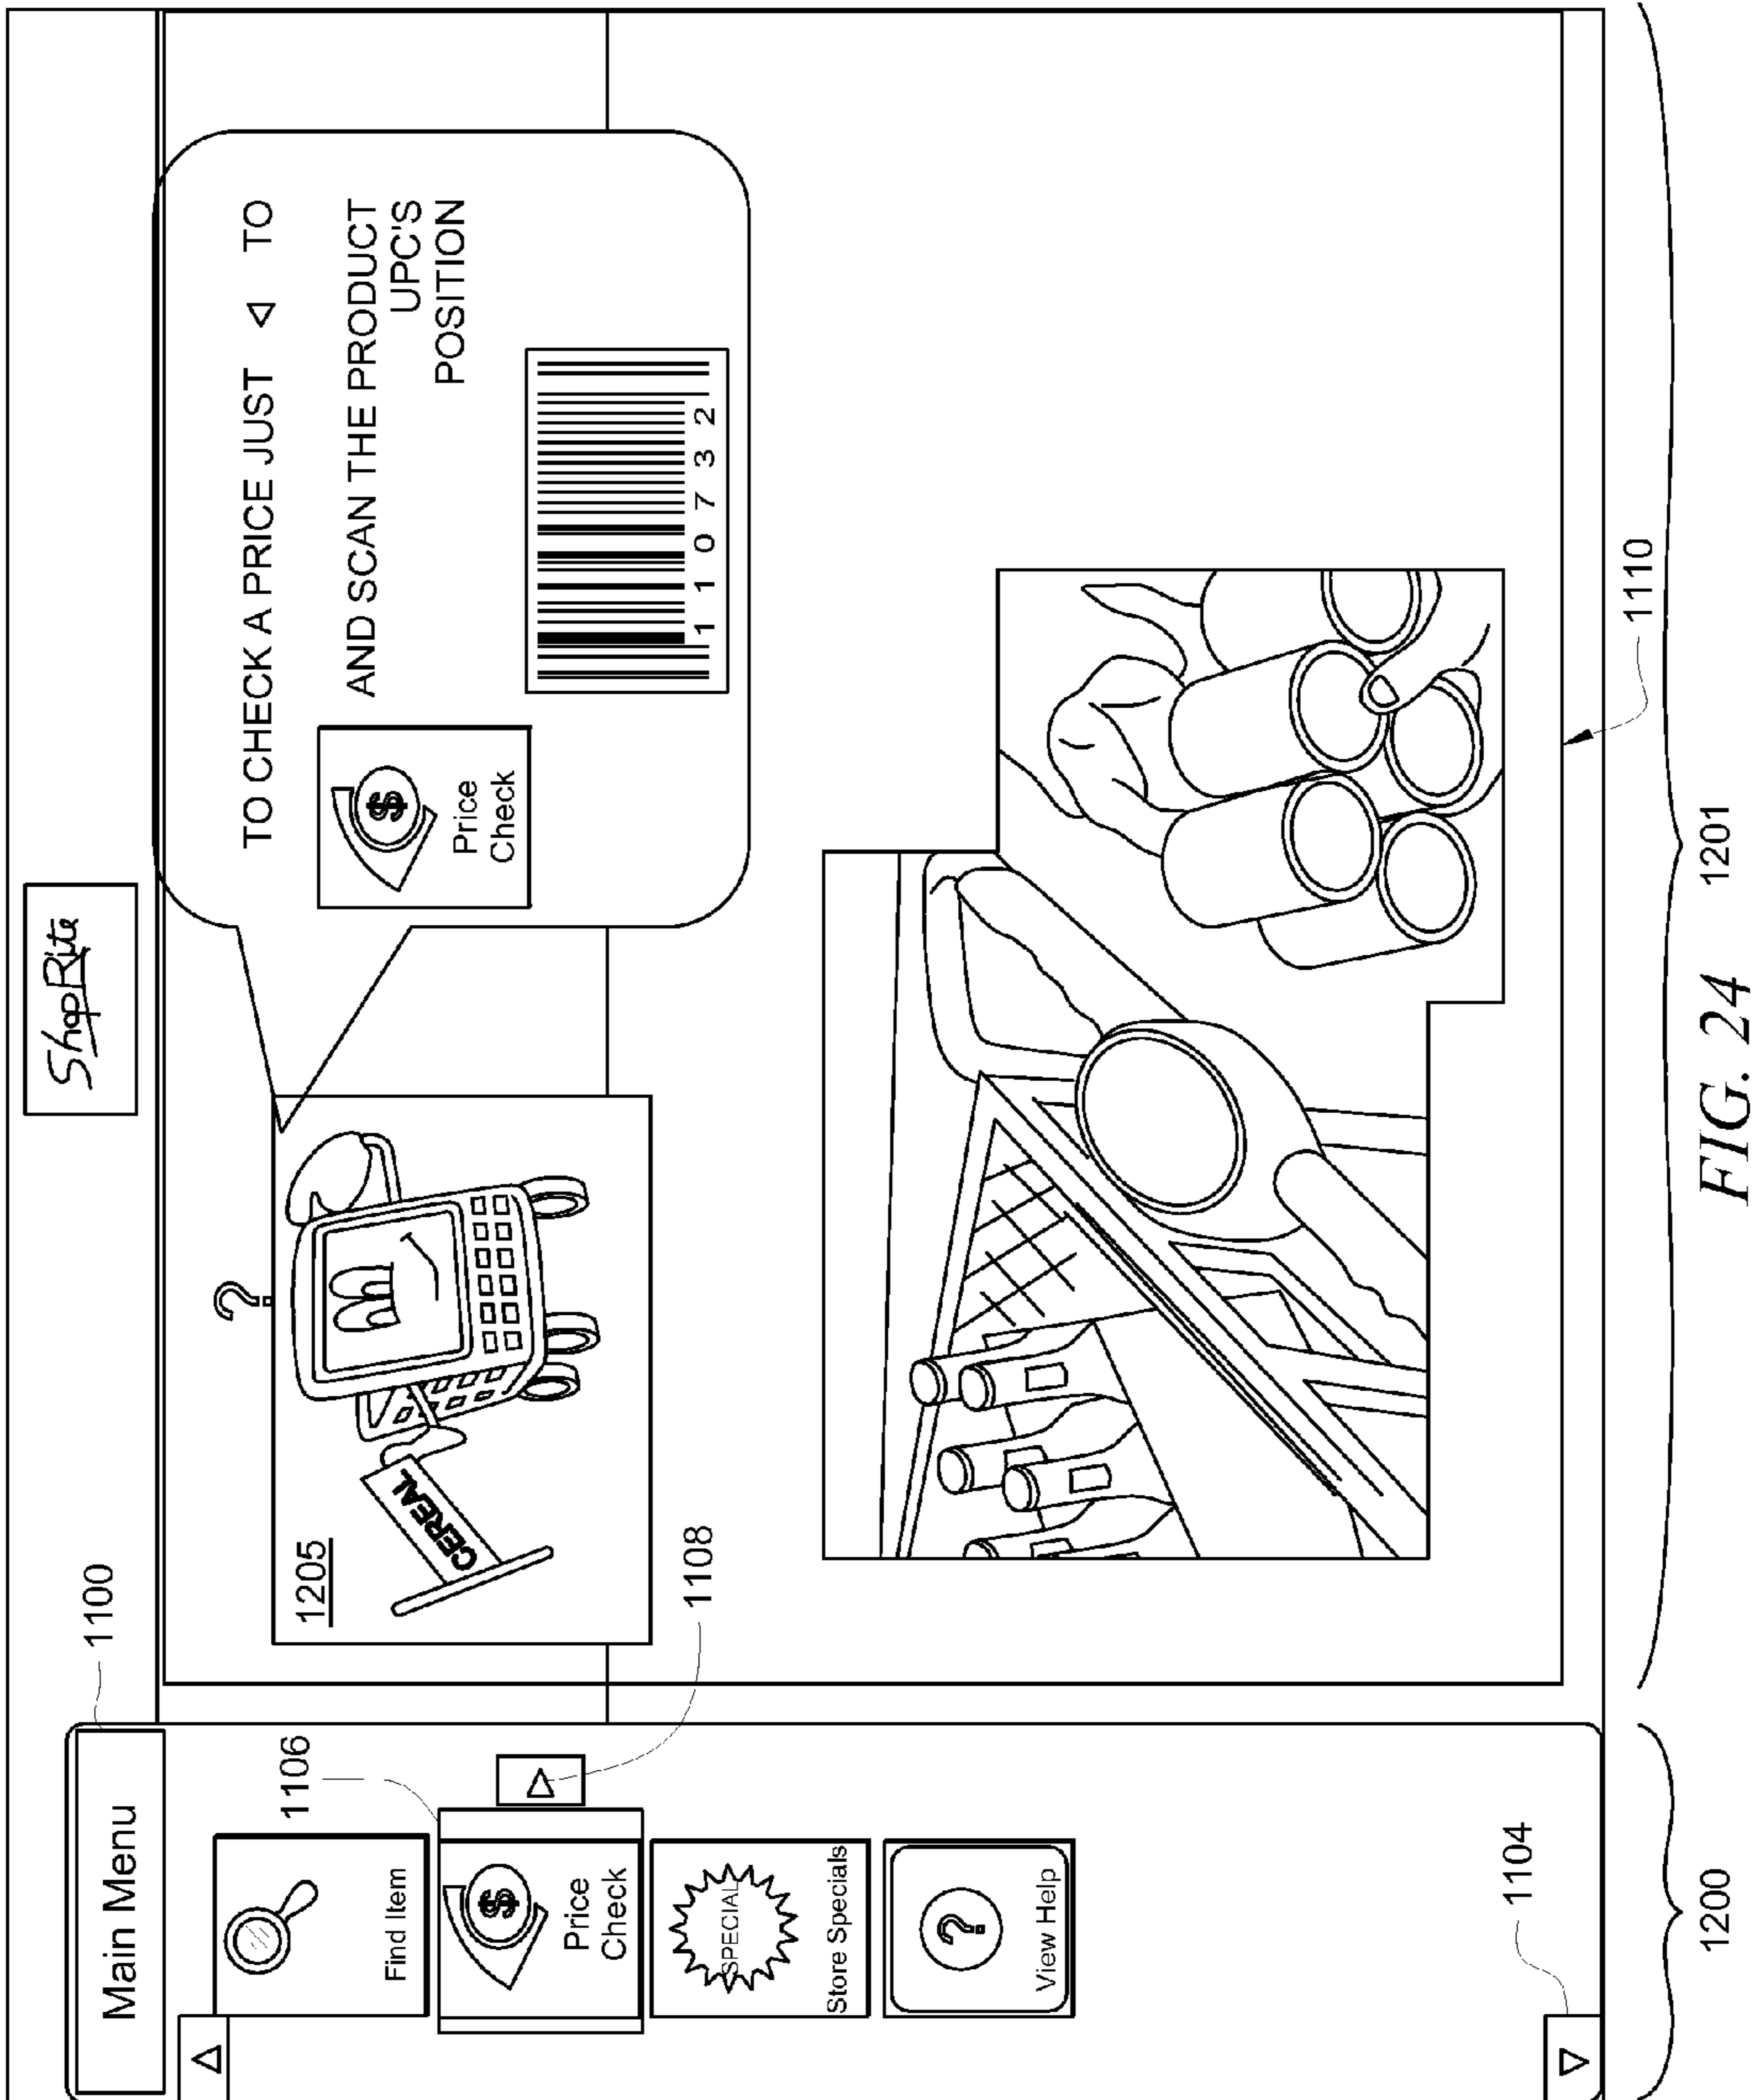 ShopRite
Main Menu
1100
Find Item
1106
Price
Check
1108
SPECIAL
Store Specials
?
View Help
1104
1200
1205
CEREAL
?
TO CHECK A PRICE JUST ◁ TO
$
Price
Check
AND SCAN THE PRODUCT
UPC'S
POSITION
1 1 0 7 3 2
$
1110
1201
FIG. 24